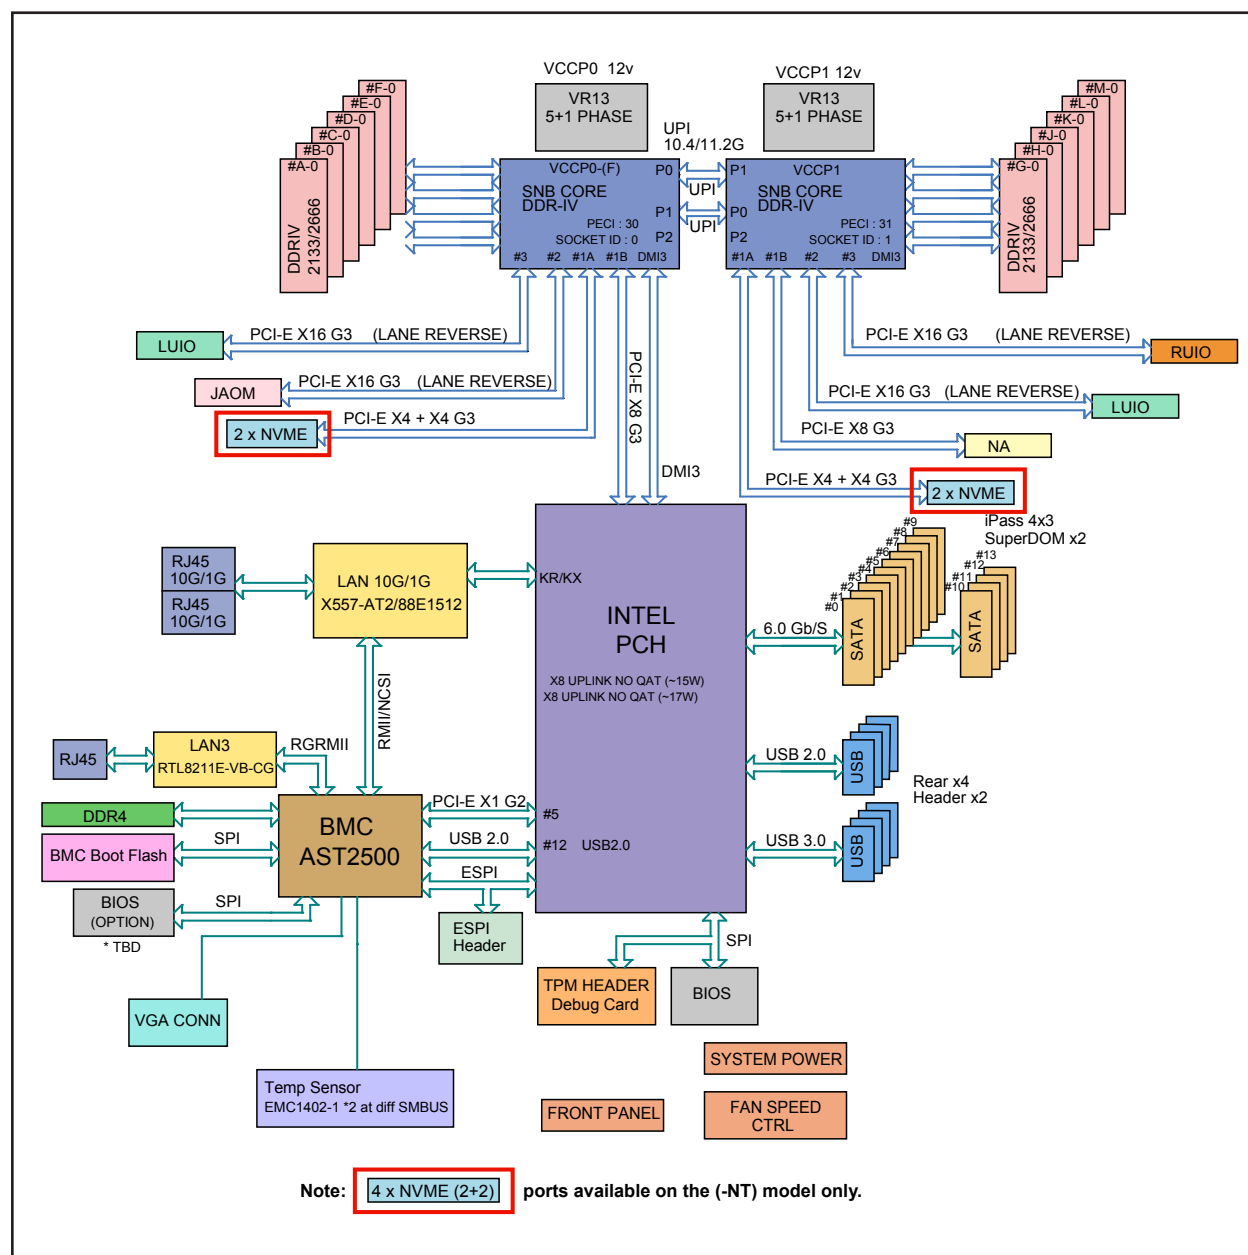 VCCP0 12v
VCCP1 12v
VR13
5+1 PHASE
VR13
5+1 PHASE
#F-0
#E-0
#D-0
#C-0
#B-0
#A-0
DDRIV
2133/2666
#M-0
#L-0
#K-0
#J-0
#H-0
#G-0
DDRIV
2133/2666
UPI
10.4/11.2G
UPI
UPI
VCCP0-(F)
P0
SNB CORE
DDR-IV
P1
PECI : 30
SOCKET ID : 0
P2
#3
#2
#1A
#1B
DMI3
P1
VCCP1
SNB CORE
DDR-IV
P0
PECI : 31
P2
SOCKET ID : 1
#1A
#1B
#2
#3
DMI3
LUIO
PCI-E X16 G3 (LANE REVERSE)
JAOM
PCI-E X16 G3 (LANE REVERSE)
2 x NVME
PCI-E X4 + X4 G3
PCI-E X8 G3
DMI3
PCI-E X16 G3 (LANE REVERSE)
RUIO
PCI-E X16 G3 (LANE REVERSE)
LUIO
PCI-E X8 G3
NA
PCI-E X4 + X4 G3
2 x NVME
iPass 4x3
SuperDOM x2
#9
#8
#7
#6
#5
#4
#3
#2
#1
#0
SATA
#13
#12
#11
#10
SATA
6.0 Gb/S
RJ45
10G/1G
RJ45
10G/1G
LAN 10G/1G
X557-AT2/88E1512
KR/KX
INTEL
PCH
X8 UPLINK NO QAT (~15W)
X8 UPLINK NO QAT (~17W)
RMII/NCSI
RJ45
LAN3
RTL8211E-VB-CG
RGRMII
DDR4
BMC Boot Flash
SPI
BIOS
(OPTION)
SPI
* TBD
BMC
AST2500
PCI-E X1 G2
#5
USB 2.0
#12 USB2.0
ESPI
ESPI
Header
USB 2.0
USB
USB 3.0
USB
Rear x4
Header x2
SPI
TPM HEADER
Debug Card
BIOS
VGA CONN
Temp Sensor
EMC1402-1 *2 at diff SMBUS
SYSTEM POWER
FRONT PANEL
FAN SPEED
CTRL
Note: 4 x NVME (2+2) ports available on the (-NT) model only.